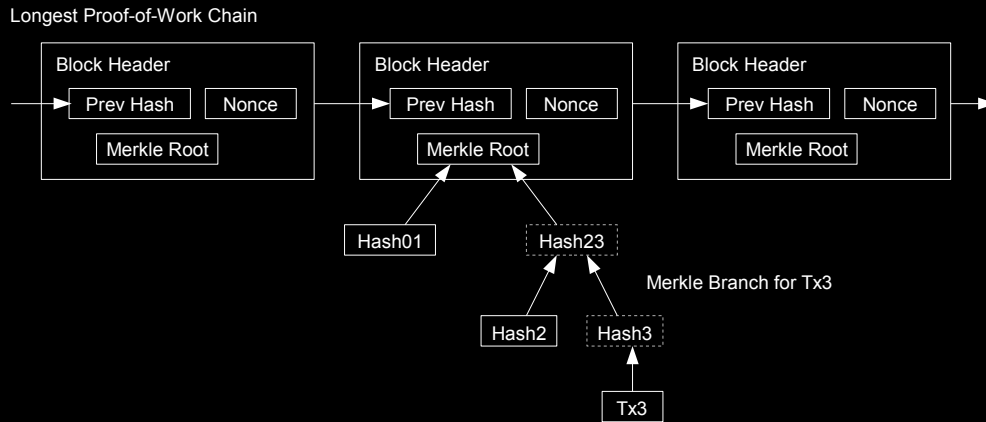 Longest Proof-of-Work Chain
Block Header
Prev Hash
Nonce
Merkle Root
Block Header
Prev Hash
Nonce
Merkle Root
Block Header
Prev Hash
Nonce
Merkle Root
Hash01
Hash23
Merkle Branch for Tx3
Hash2
Hash3
Tx3